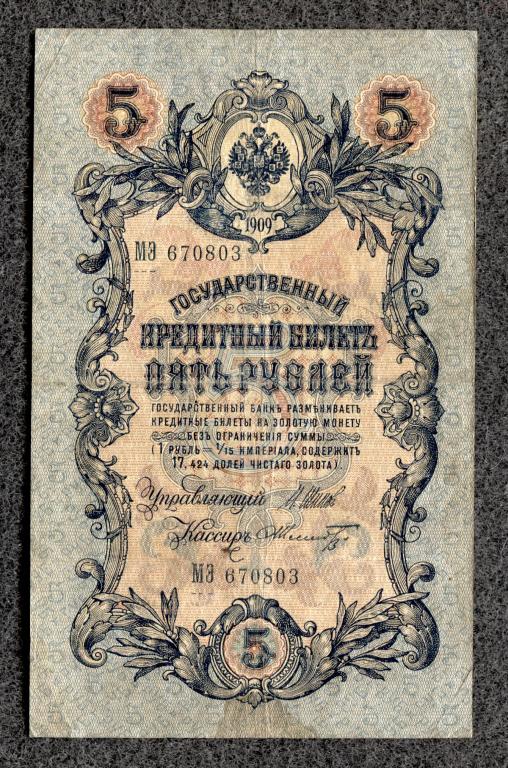 5 5
1909
МЭ 670803
ГОСУДАРСТВЕННЫЙ
КРЕДИТНЫЙ БИЛЕТЪ
ПЯТЬ РУБЛЕЙ
ГОСУДАРСТВЕННЫЙ БАНКЪ РАЗМѢНИВАЕТЪ
КРЕДИТНЫЕ БИЛЕТЫ НА ЗОЛОТУЮ МОНЕТУ
БЕЗЪ ОГРАНИЧЕНІЯ СУММЫ
(1 РУБЛЬ = 1/15 ИМПЕРІАЛА, СОДЕРЖИТЪ
17,424 ДОЛЕЙ ЧИСТАГО ЗОЛОТА).
Управляющій
Кассиръ
МЭ 670803
5